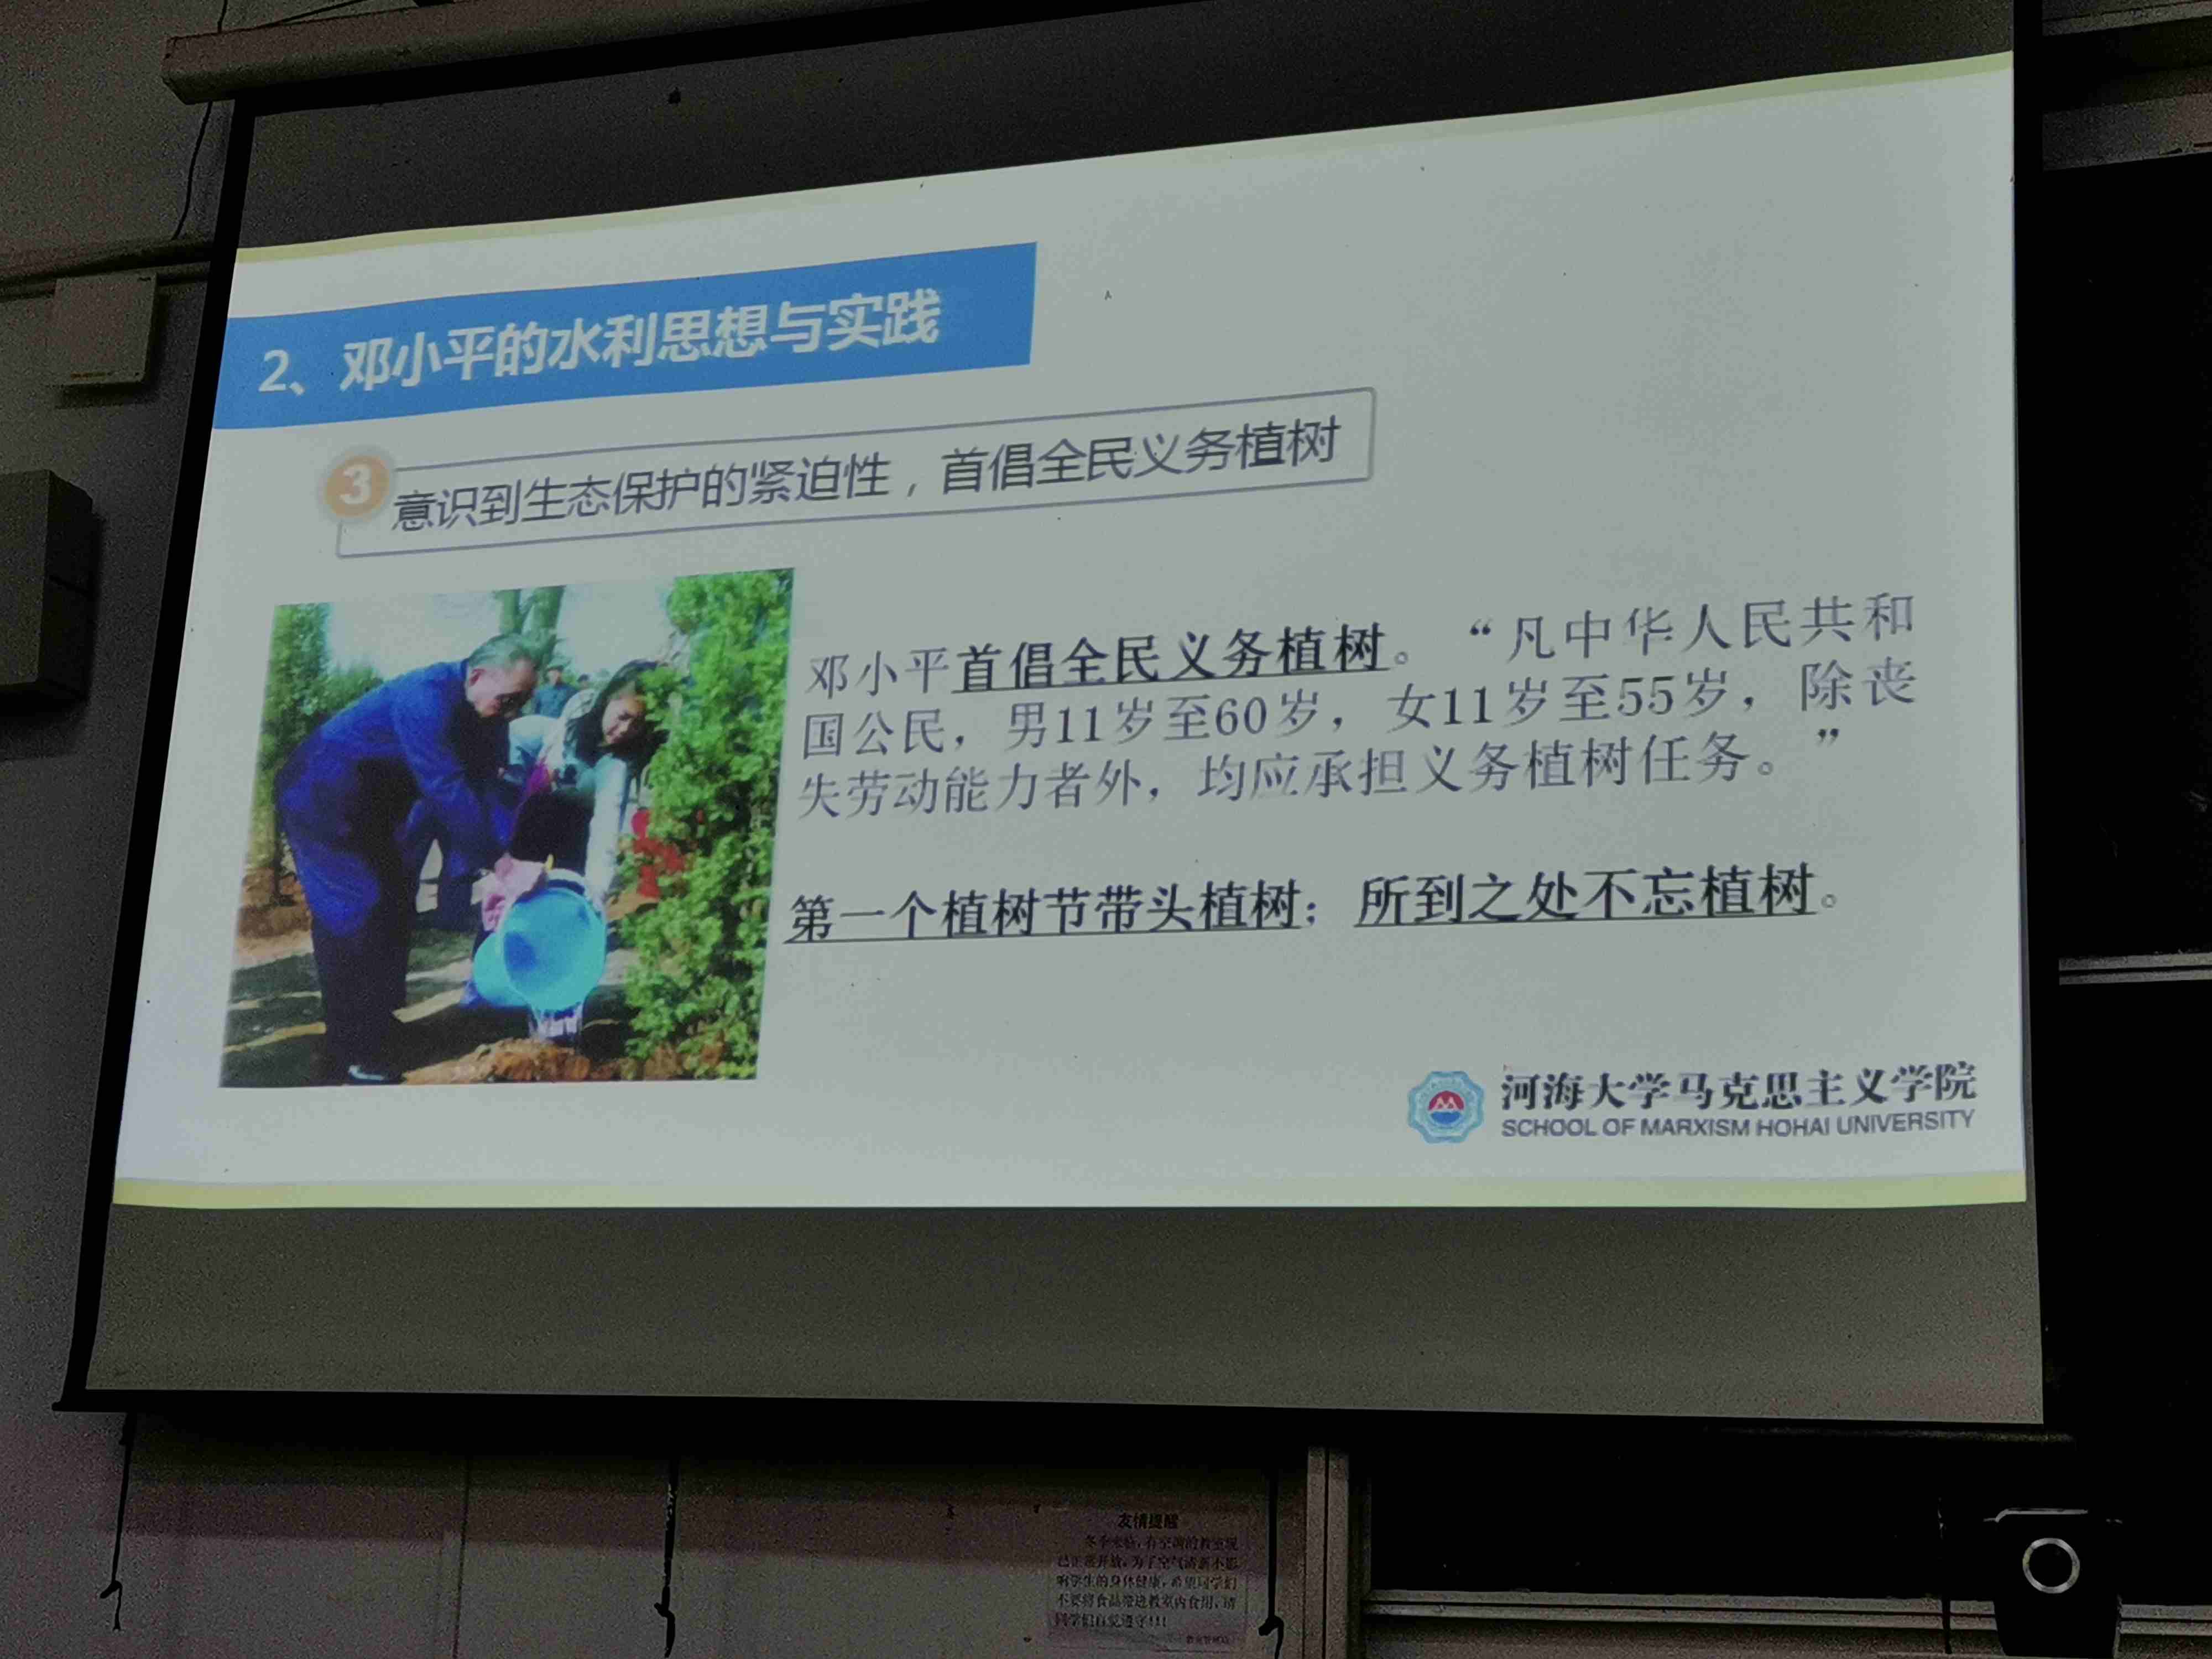 2、邓小平的水利思想与实践
3
意识到生态保护的紧迫性，首倡全民义务植树
邓小平首倡全民义务植树。“凡中华人民共和
国公民，男11岁至60岁，女11岁至55岁，除丧
失劳动能力者外，均应承担义务植树任务。”
第一个植树节带头植树；所到之处不忘植树。
河海大学马克思主义学院
SCHOOL OF MARXISM HOHAI UNIVERSITY
友情提醒
冬季来临，有空调的教室现
已正常开放，为了空气清新不影
响学生的身体健康，希望同学们
不要将食品带进教室内食用，请
同学们自觉遵守！！！